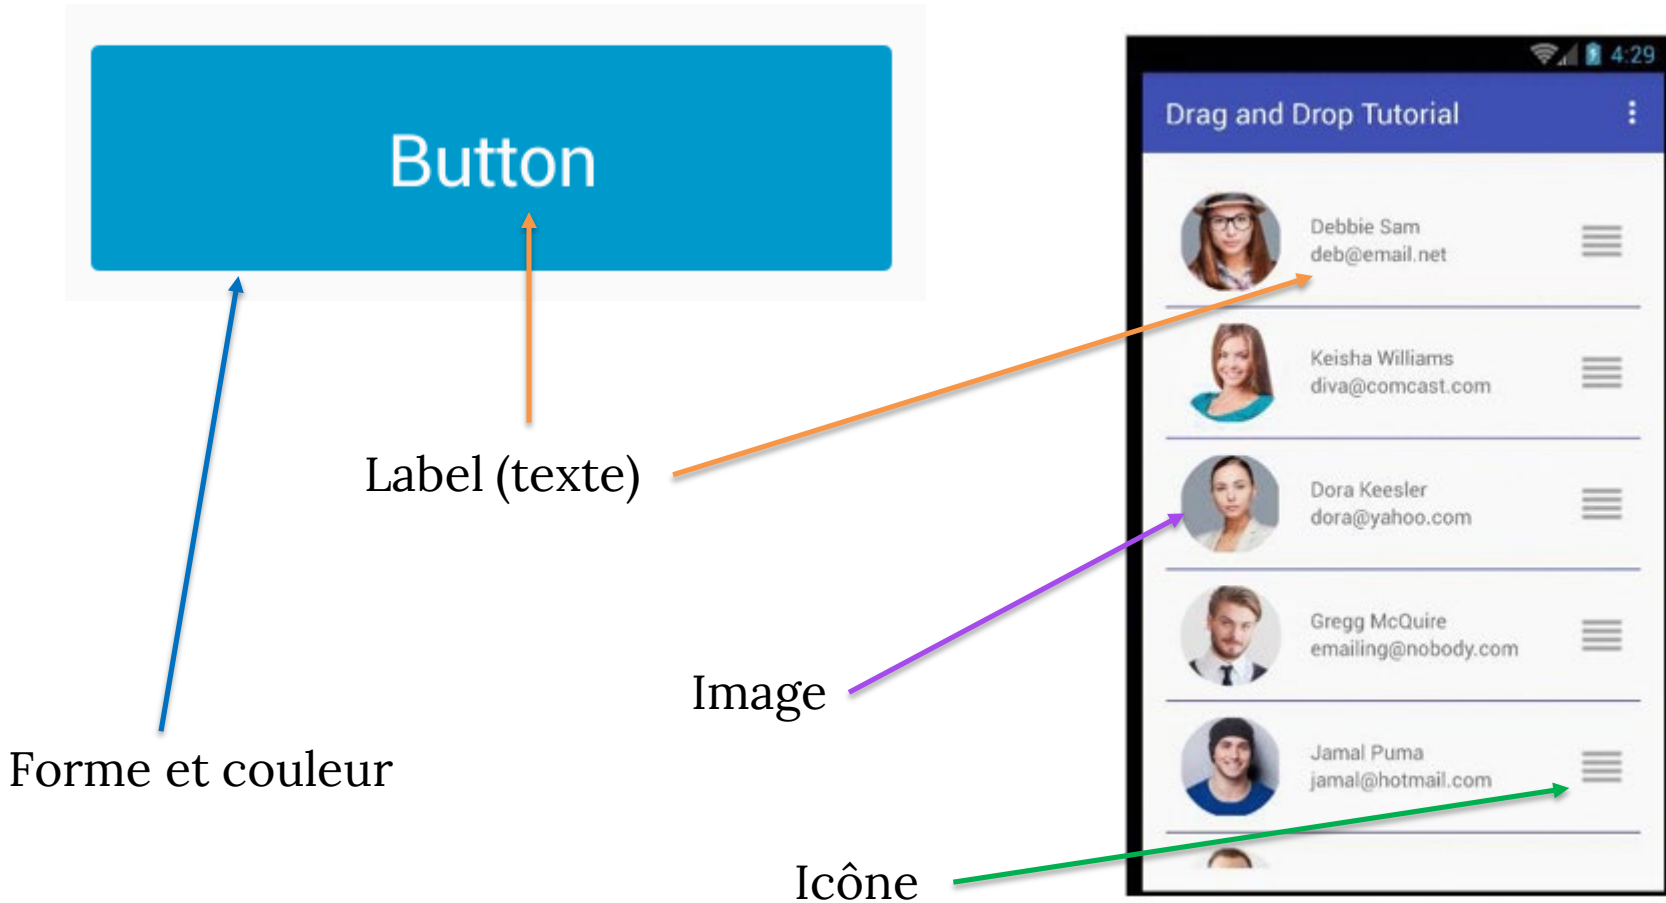 Button
Label (texte)
Forme et couleur
Image
Icône
4:29
Drag and Drop Tutorial
Debbie Sam
deb@email.net
Keisha Williams
diva@comcast.com
Dora Keesler
dora@yahoo.com
Gregg McQuire
emailing@nobody.com
Jamal Puma
jamal@hotmail.com